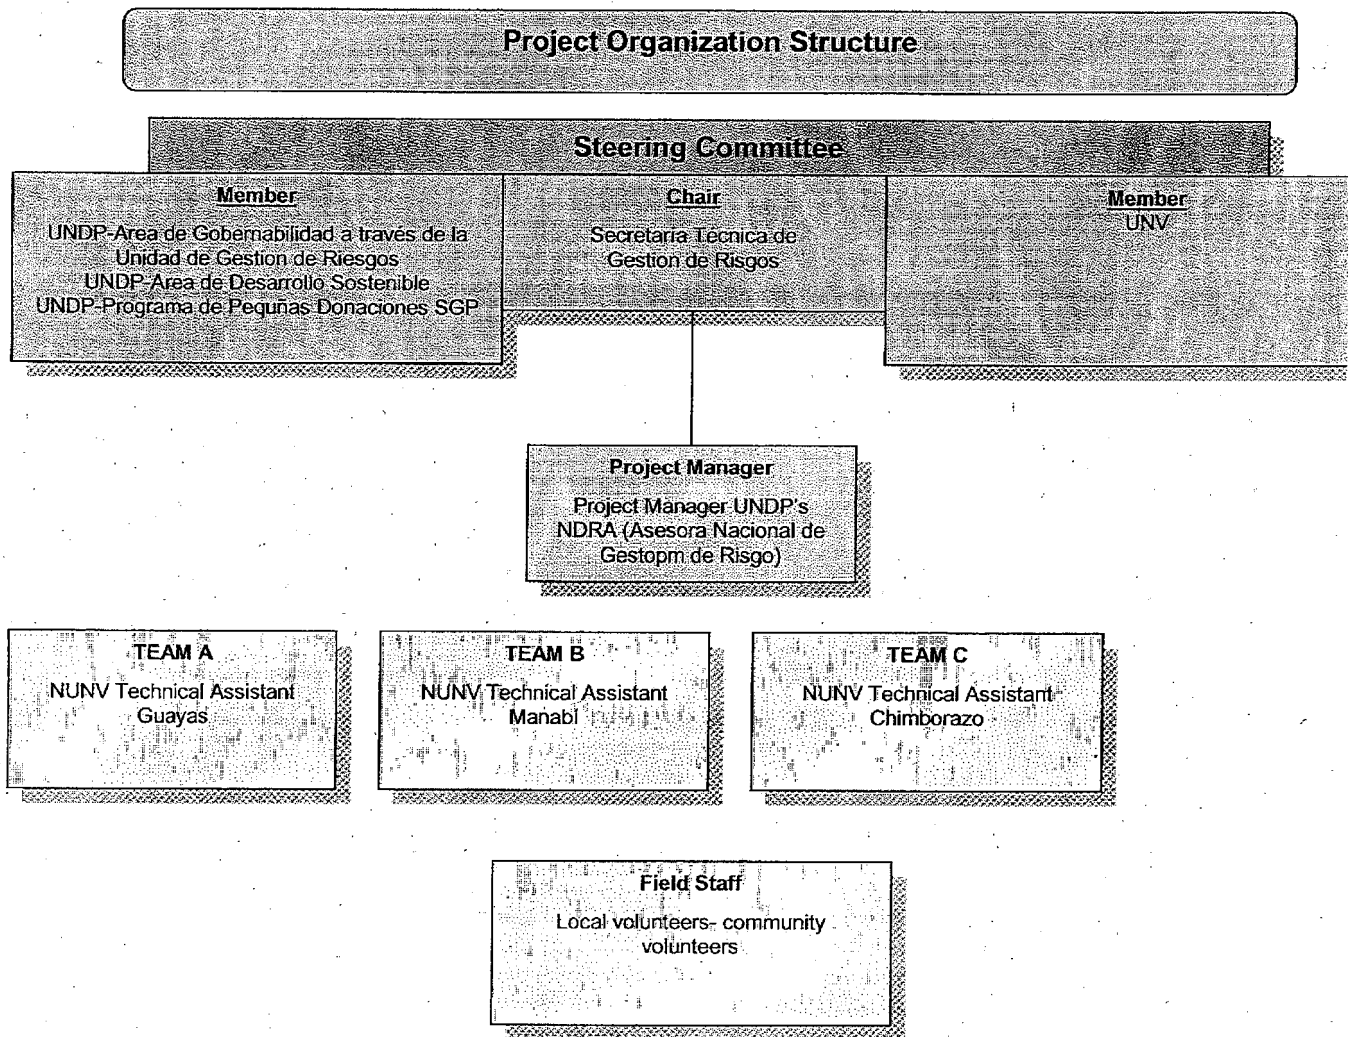 Project Organization Structure
Steering Committee
Member
UNDP-Area de Gobernabilidad a través de la
Unidad de Gestion de Riesgos
UNDP-Area de Desarrollo Sostenible
UNDP-Programa de Pequñas Donaciones SGP
Chair
Secretaría Técnica de
Gestion de Risgos
Member
UNV
Project Manager
Project Manager UNDP's
NDRA (Asesora Nacional de
Gestopm de Risgo)
TEAM A
NUNV Technical Assistant
Guayas
TEAM B
NUNV Technical Assistant
Manabí
TEAM C
NUNV Technical Assistant
Chimborazo
Field Staff
Local volunteers- community
volunteers